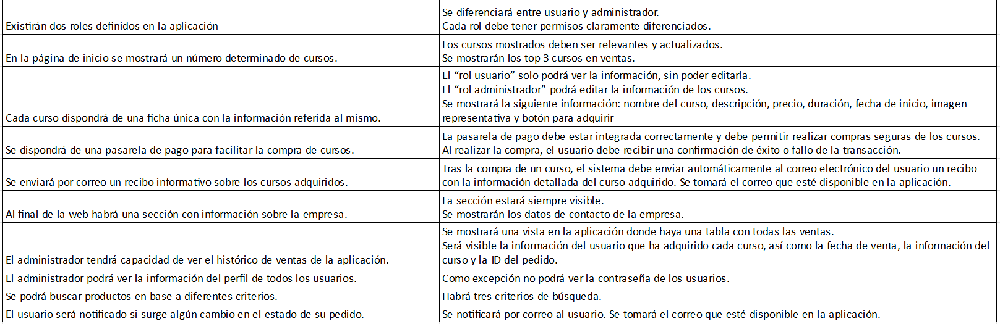 Existirán dos roles definidos en la aplicación
Se diferenciará entre usuario y administrador.
Cada rol debe tener permisos claramente diferenciados.
En la página de inicio se mostrará un número determinado de cursos.
Los cursos mostrados deben ser relevantes y actualizados.
Se mostrarán los top 3 cursos en ventas.
Cada curso dispondrá de una ficha única con la información referida al mismo.
El “rol usuario” solo podrá ver la información, sin poder editarla.
El “rol administrador” podrá editar la información de los cursos.
Se mostrará la siguiente información: nombre del curso, descripción, precio, duración, fecha de inicio, imagen
representativa y botón para adquirir
Se dispondrá de una pasarela de pago para facilitar la compra de cursos.
La pasarela de pago debe estar integrada correctamente y debe permitir realizar compras seguras de los cursos.
Al realizar la compra, el usuario debe recibir una confirmación de éxito o fallo de la transacción.
Se enviará por correo un recibo informativo sobre los cursos adquiridos.
Tras la compra de un curso, el sistema debe enviar automáticamente al correo electrónico del usuario un recibo
con la información detallada del curso adquirido. Se tomará el correo que esté disponible en la aplicación.
Al final de la web habrá una sección con información sobre la empresa.
La sección estará siempre visible.
Se mostrarán los datos de contacto de la empresa.
El administrador tendrá capacidad de ver el histórico de ventas de la aplicación.
Se mostrará una vista en la aplicación donde haya una tabla con todas las ventas.
Será visible la información del usuario que ha adquirido cada curso, así como la fecha de venta, la información del
curso y la ID del pedido.
El administrador podrá ver la información del perfil de todos los usuarios.
Como excepción no podrá ver la contraseña de los usuarios.
Se podrá buscar productos en base a diferentes criterios.
Habrá tres criterios de búsqueda.
El usuario será notificado si surge algún cambio en el estado de su pedido.
Se notificará por correo al usuario. Se tomará el correo que esté disponible en la aplicación.